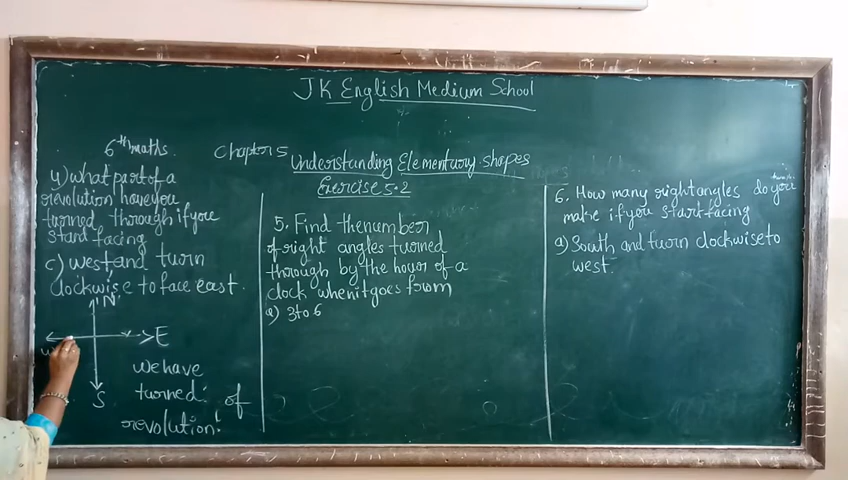 JK English Medium School
6th maths
Chapter 5
Understanding Elementary shapes
Exercise 5.2
4) what part of a
revolution have you
turned through if you
stand facing
c) west and turn
clockwise to face east.
N
E
W
S
we have
turned: of
revolution!
5. Find the number
of right angles turned
through by the hour of a
clock when it goes from
a) 3 to 6
6. How many right angles do you
make if you start facing
a) South and turn clockwise to
west.